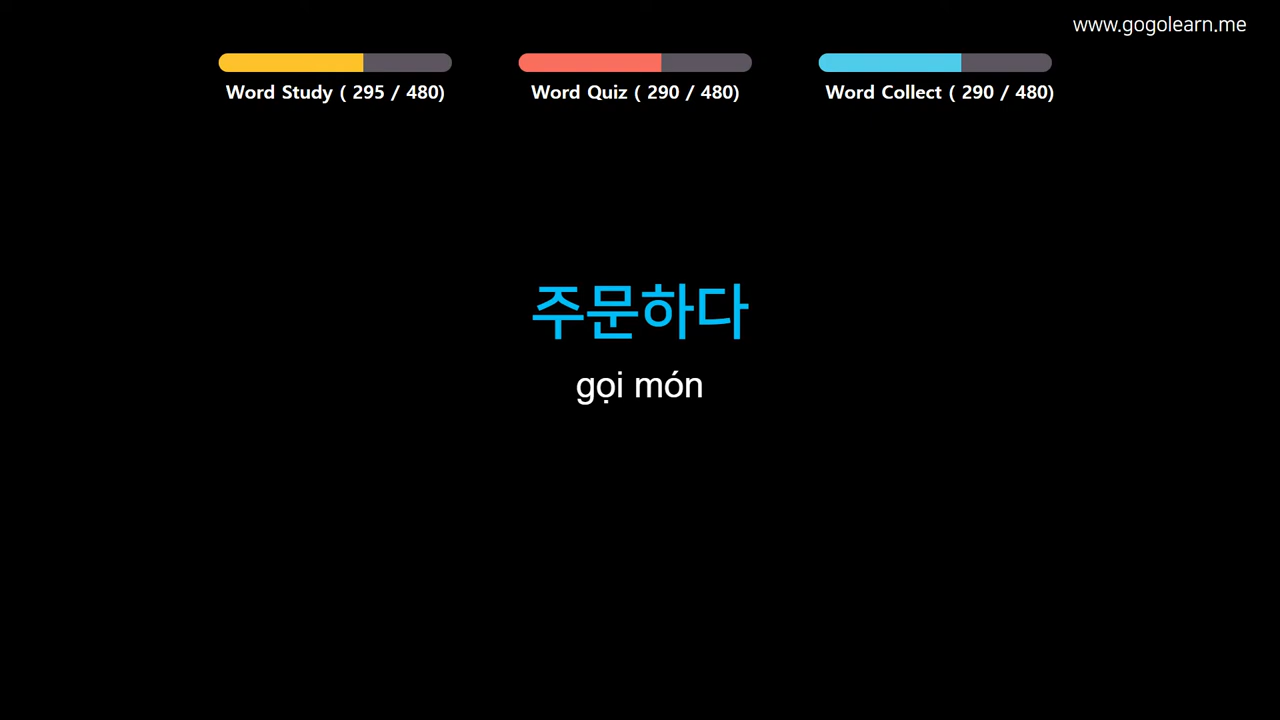 www.gogolearn.me
Word Study ( 295 / 480)
Word Quiz ( 290 / 480)
Word Collect ( 290 / 480)
주문하다
gọi món